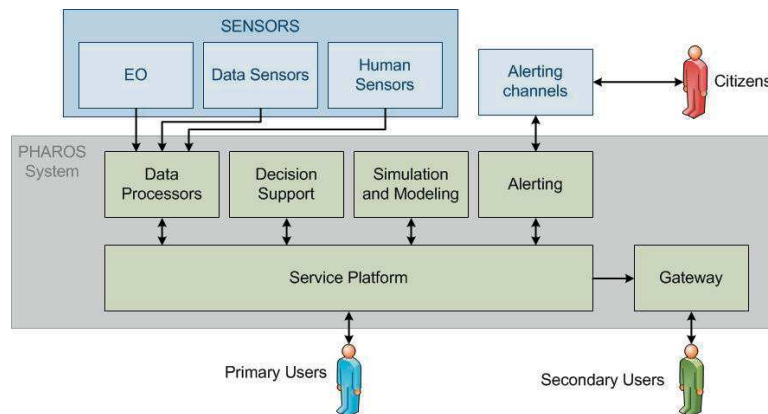 SENSORS
EO
Data Sensors
Human
Sensors
Alerting
channels
Citizens
PHAROS
System
Data
Processors
Decision
Support
Simulation
and Modeling
Alerting
Service Platform
Gateway
Primary Users
Secondary Users